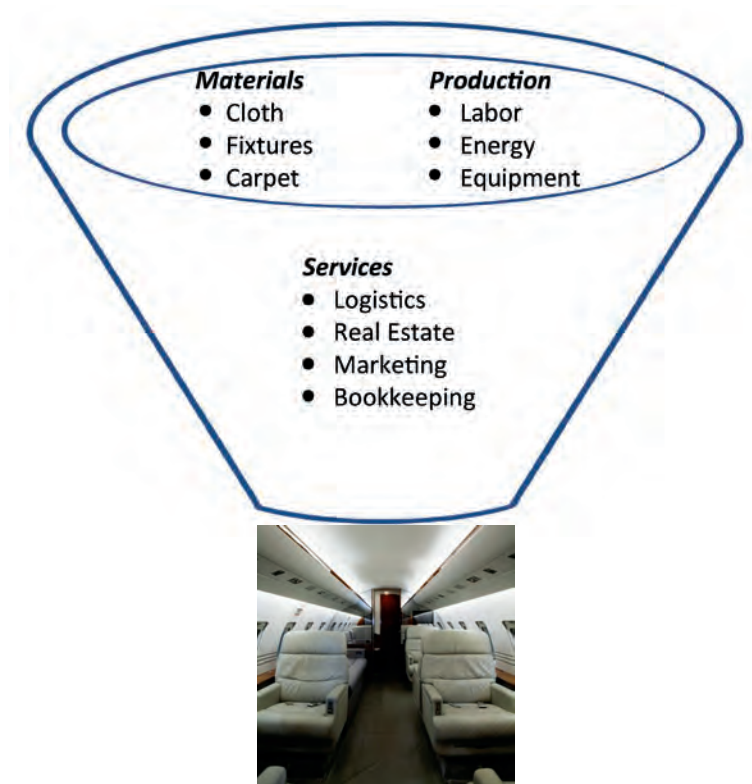 Materials
• Cloth
• Fixtures
• Carpet
Production
• Labor
• Energy
• Equipment
Services
• Logistics
• Real Estate
• Marketing
• Bookkeeping